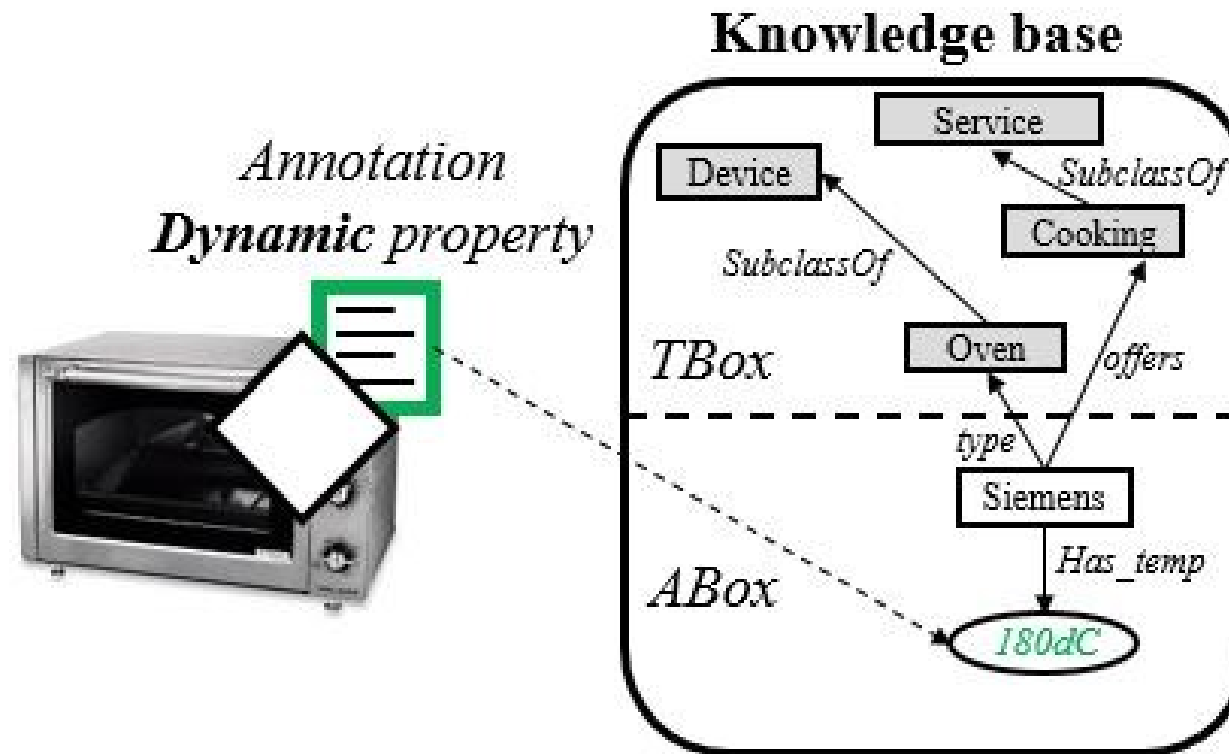 Knowledge base
Annotation
Dynamic property
Service
Device
SubclassOf
Cooking
SubclassOf
Oven
offers
TBox
type
Siemens
Has_temp
ABox
180dC